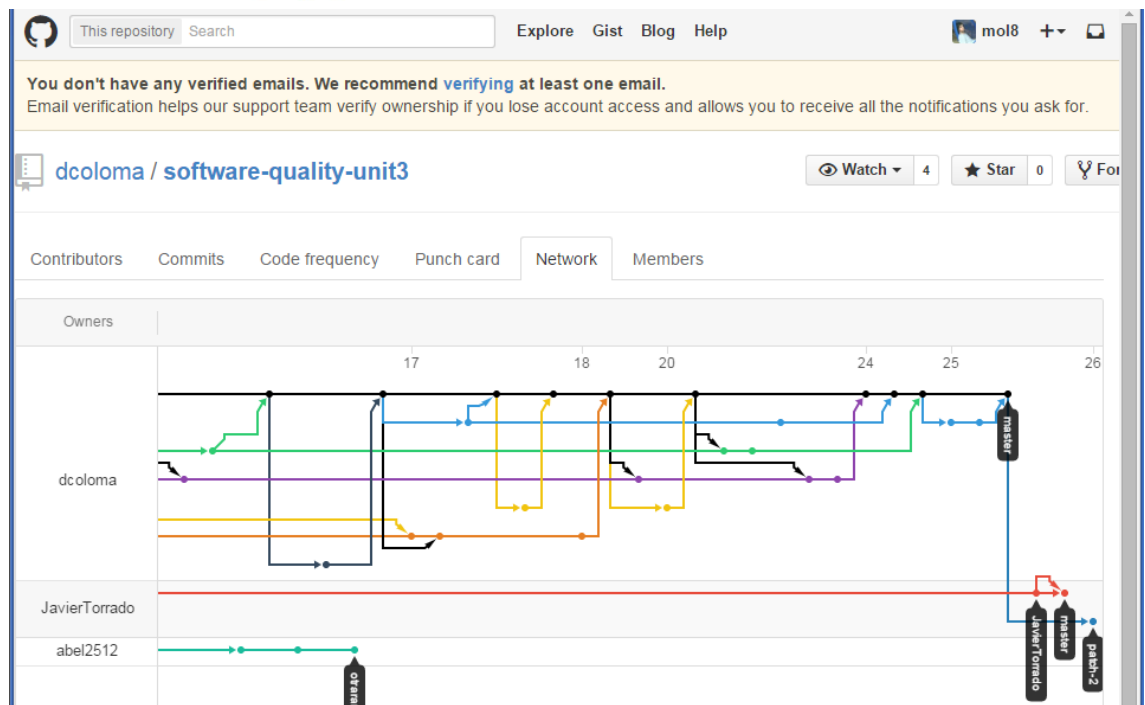 This repository Search Explore Gist Blog Help mol8
You don't have any verified emails. We recommend verifying at least one email.
Email verification helps our support team verify ownership if you lose account access and allows you to receive all the notifications you ask for.
dcoloma / software-quality-unit3 Watch 4 Star 0 For
Contributors Commits Code frequency Punch card Network Members
Owners
17 18 20 24 25 26
master
dcoloma
JavierTorrado
JavierTorrado master patch-2
abel2512
otrara